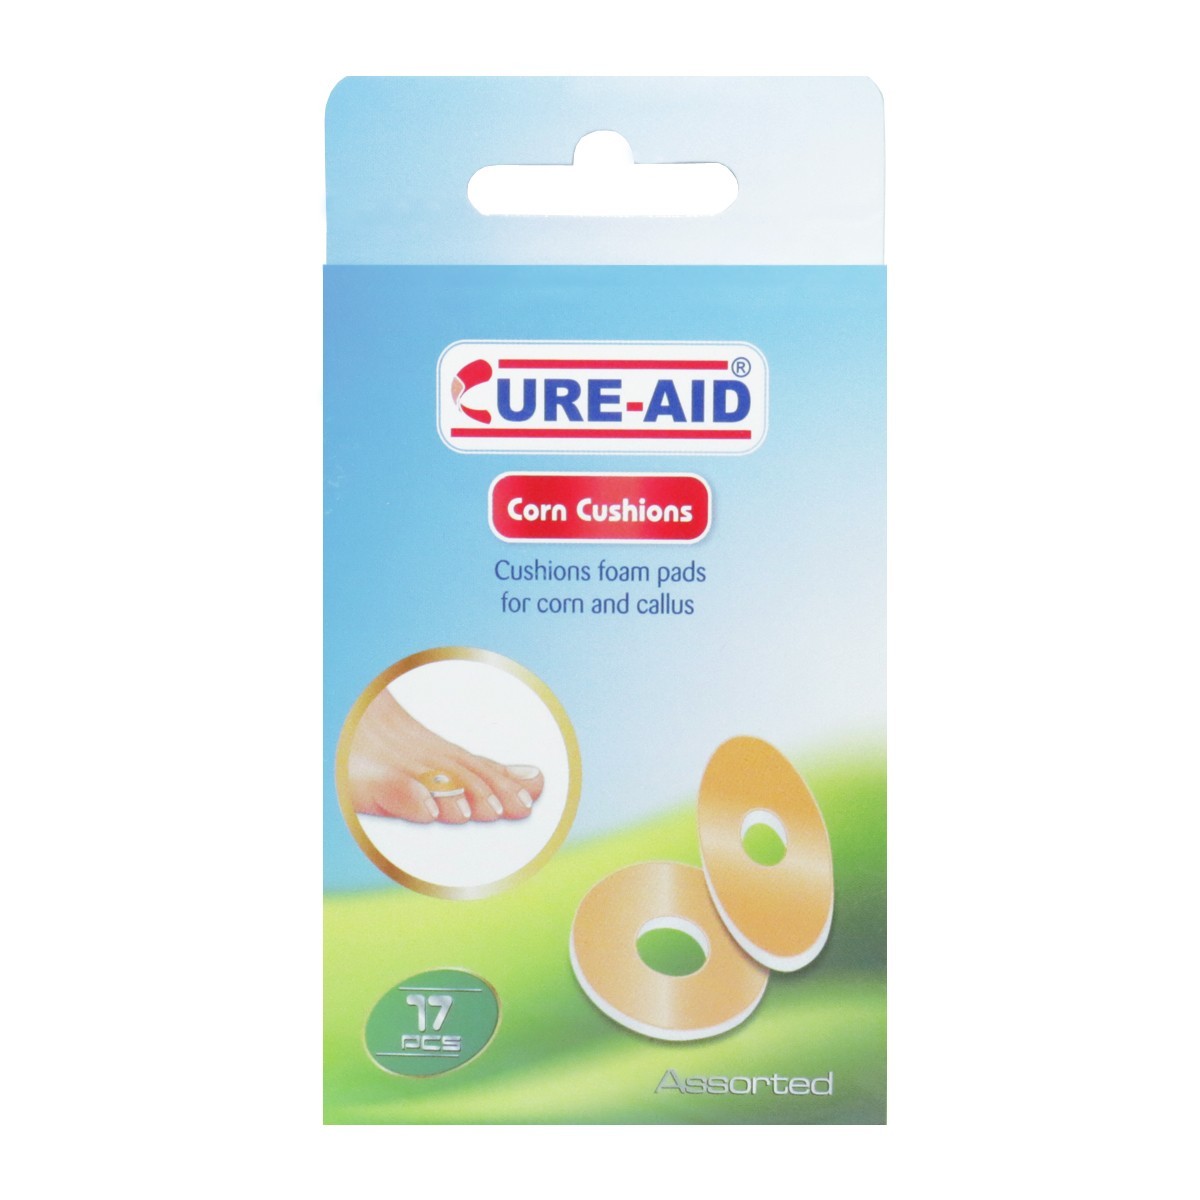 CURE-AID®
Corn Cushions
Cushions foam pads
for corn and callus
17
PCS
Assorted